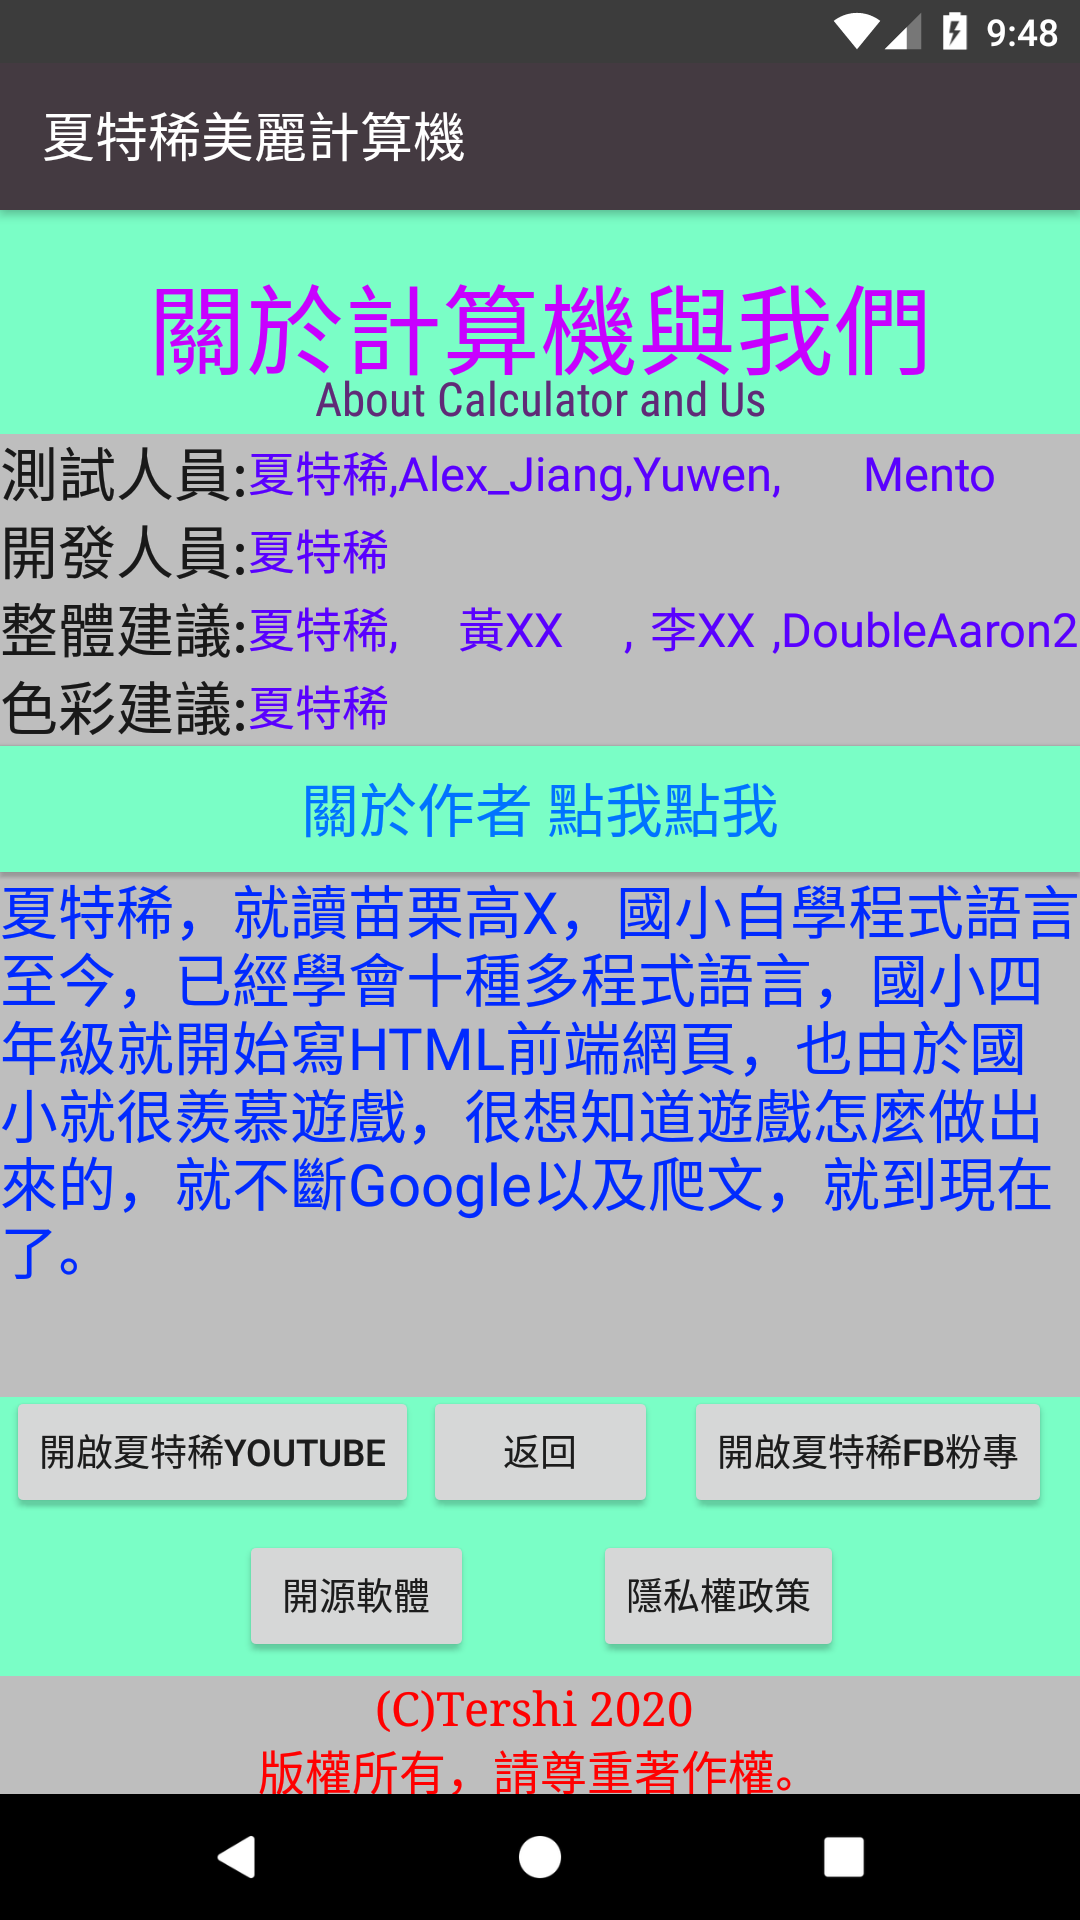 9:48
夏特稀美麗計算機
關於計算機與我們
About Calculator and Us
測試人員:夏特稀,Alex_Jiang,Yuwen, Mento
開發人員:夏特稀
整體建議:夏特稀, 黃XX , 李XX ,DoubleAaron2
色彩建議:夏特稀
關於作者 點我點我
夏特稀，就讀苗栗高X，國小自學程式語言
至今，已經學會十種多程式語言，國小四
年級就開始寫HTML前端網頁，也由於國
小就很羨慕遊戲，很想知道遊戲怎麼做出
來的，就不斷Google以及爬文，就到現在
了。
開啟夏特稀YOUTUBE 返回 開啟夏特稀FB粉專
開源軟體 隱私權政策
(C)Tershi 2020
版權所有，請尊重著作權。